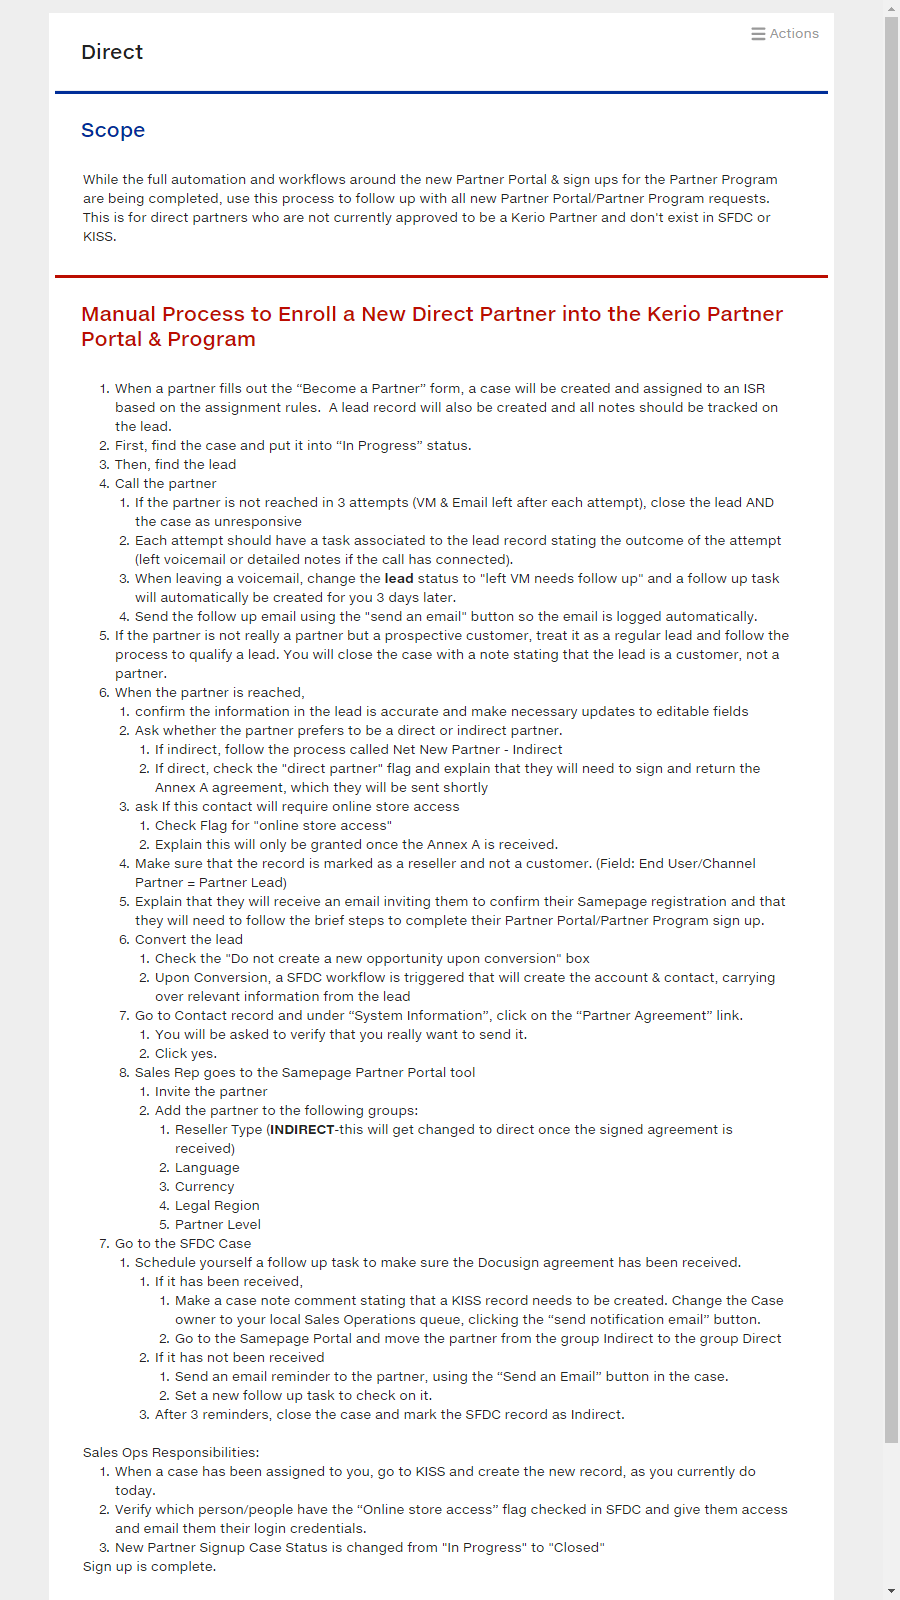 Actions
Direct
Scope
While the full automation and workflows around the new Partner Portal & sign ups for the Partner Program
are being completed, use this process to follow up with all new Partner Portal/Partner Program requests.
This is for direct partners who are not currently approved to be a Kerio Partner and don't exist in SFDC or
KISS.
Manual Process to Enroll a New Direct Partner into the Kerio Partner
Portal & Program
1. When a partner fills out the “Become a Partner” form, a case will be created and assigned to an ISR
based on the assignment rules.  A lead record will also be created and all notes should be tracked on
the lead.
2. First, find the case and put it into “In Progress” status.
3. Then, find the lead
4. Call the partner
1. If the partner is not reached in 3 attempts (VM & Email left after each attempt), close the lead AND
the case as unresponsive
2. Each attempt should have a task associated to the lead record stating the outcome of the attempt
(left voicemail or detailed notes if the call has connected).
3. When leaving a voicemail, change the lead status to "left VM needs follow up" and a follow up task
will automatically be created for you 3 days later.
4. Send the follow up email using the "send an email" button so the email is logged automatically.
5. If the partner is not really a partner but a prospective customer, treat it as a regular lead and follow the
process to qualify a lead. You will close the case with a note stating that the lead is a customer, not a
partner.
6. When the partner is reached,
1. confirm the information in the lead is accurate and make necessary updates to editable fields
2. Ask whether the partner prefers to be a direct or indirect partner.
1. If indirect, follow the process called Net New Partner - Indirect
2. If direct, check the "direct partner" flag and explain that they will need to sign and return the
Annex A agreement, which they will be sent shortly
3. ask If this contact will require online store access
1. Check Flag for "online store access"
2. Explain this will only be granted once the Annex A is received.
4. Make sure that the record is marked as a reseller and not a customer. (Field: End User/Channel
Partner = Partner Lead)
5. Explain that they will receive an email inviting them to confirm their Samepage registration and that
they will need to follow the brief steps to complete their Partner Portal/Partner Program sign up.
6. Convert the lead
1. Check the "Do not create a new opportunity upon conversion" box
2. Upon Conversion, a SFDC workflow is triggered that will create the account & contact, carrying
over relevant information from the lead
7. Go to Contact record and under “System Information”, click on the “Partner Agreement” link.
1. You will be asked to verify that you really want to send it.
2. Click yes.
8. Sales Rep goes to the Samepage Partner Portal tool
1. Invite the partner
2. Add the partner to the following groups:
1. Reseller Type (INDIRECT-this will get changed to direct once the signed agreement is
received)
2. Language
3. Currency
4. Legal Region
5. Partner Level
7. Go to the SFDC Case
1. Schedule yourself a follow up task to make sure the Docusign agreement has been received.
1. If it has been received,
1. Make a case note comment stating that a KISS record needs to be created. Change the Case
owner to your local Sales Operations queue, clicking the “send notification email” button.
2. Go to the Samepage Portal and move the partner from the group Indirect to the group Direct
2. If it has not been received
1. Send an email reminder to the partner, using the “Send an Email” button in the case.
2. Set a new follow up task to check on it.
3. After 3 reminders, close the case and mark the SFDC record as Indirect.
Sales Ops Responsibilities:
1. When a case has been assigned to you, go to KISS and create the new record, as you currently do
today.
2. Verify which person/people have the “Online store access” flag checked in SFDC and give them access
and email them their login credentials.
3. New Partner Signup Case Status is changed from "In Progress" to "Closed"
Sign up is complete.